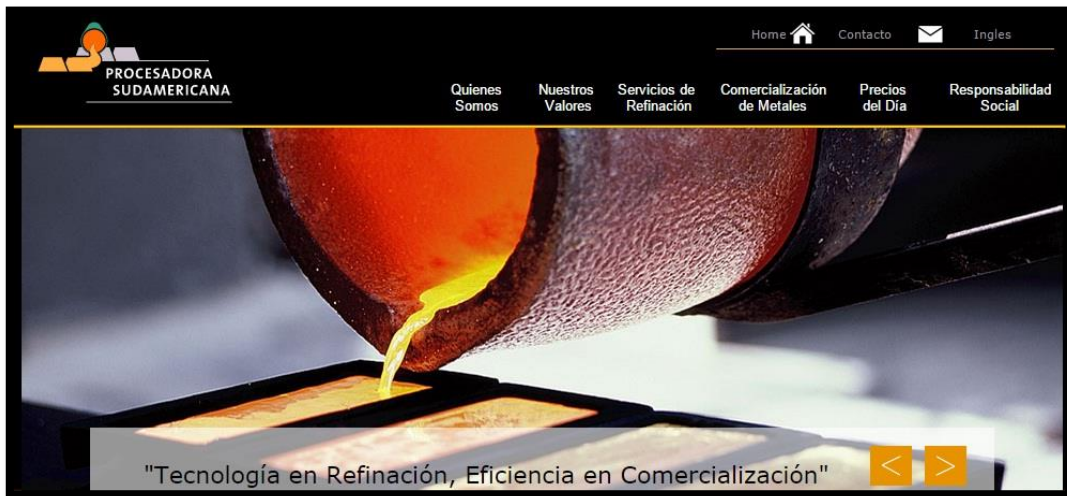 Home Contacto Ingles
PROCESADORA
SUDAMERICANA
Quienes Somos
Nuestros Valores
Servicios de Refinación
Comercialización de Metales
Precios del Día
Responsabilidad Social
"Tecnología en Refinación, Eficiencia en Comercialización" < >